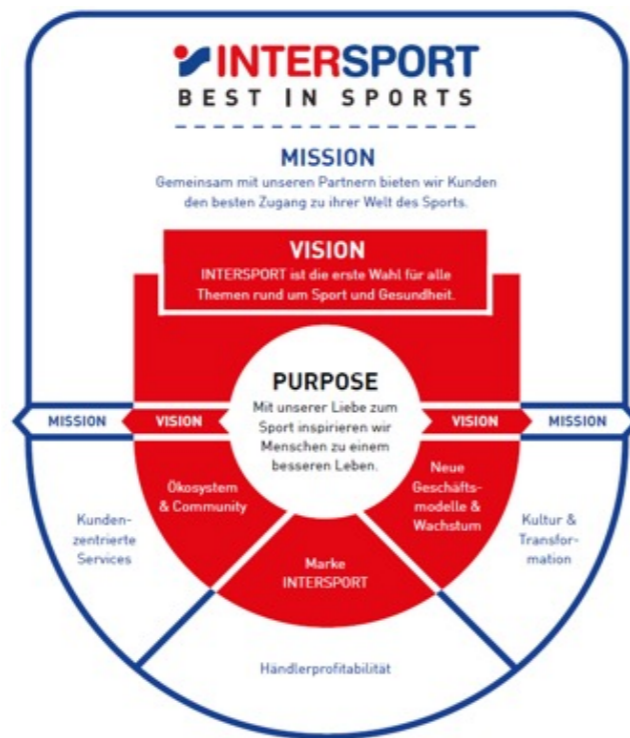 INTERSPORT
BEST IN SPORTS
MISSION
Gemeinsam mit unseren Partnern bieten wir Kunden
den besten Zugang zu ihrer Welt des Sports.
VISION
INTERSPORT ist die erste Wahl für alle
Themen rund um Sport und Gesundheit.
PURPOSE
Mit unserer Liebe zum
Sport inspirieren wir
Menschen zu einem
besseren Leben.
MISSION
VISION
VISION
MISSION
Kunden-
zentrierte
Services
Ökosystem
& Community
Marke
INTERSPORT
Neue
Geschäfts-
modelle &
Wachstum
Kultur &
Transfor-
mation
Händlerprofitabilität